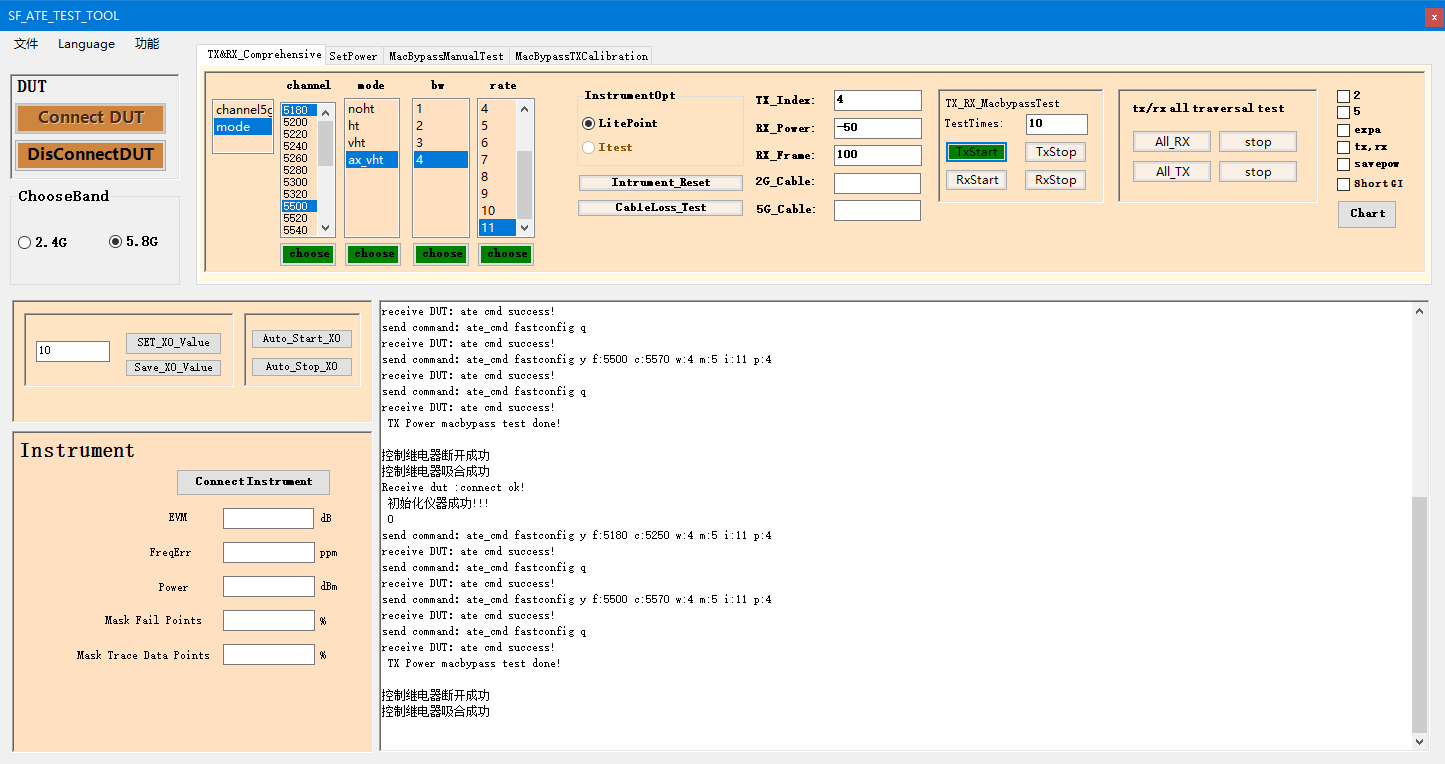 SF_ATE_TEST_TOOL
x
文件 Language 功能
TX&RX_Comprehensive SetPower MacBypassManualTest MacBypassTXCalibration
DUT
Connect DUT
DisConnectDUT
ChooseBand
2.4G 5.8G
channel5g
mode
channel
5180
5200
5220
5240
5260
5280
5300
5320
5500
5520
5540
choose
mode
noht
ht
vht
ax_vht
choose
bw
1
2
3
4
choose
rate
4
5
6
7
8
9
10
11
choose
InstrumentOpt
LitePoint
Itest
Intrument_Reset
CableLoss_Test
TX_Index: 4
RX_Power: -50
RX_Frame: 100
2G_Cable:
5G_Cable:
TX_RX_MacbypassTest
TestTimes: 10
TxStart TxStop
RxStart RxStop
tx/rx all traversal test
All_RX stop
All_TX stop
2
5
expa
tx,rx
savepow
Short GI
Chart
10
SET_XO_Value
Save_XO_Value
Auto_Start_XO
Auto_Stop_XO
Instrument
Connect Instrument
EVM dB
FreqErr ppm
Power dBm
Mask Fail Points %
Mask Trace Data Points %
receive DUT: ate cmd success!
send command: ate_cmd fastconfig q
receive DUT: ate cmd success!
send command: ate_cmd fastconfig y f:5500 c:5570 w:4 m:5 i:11 p:4
receive DUT: ate cmd success!
send command: ate_cmd fastconfig q
receive DUT: ate cmd success!
TX Power macbypass test done!
控制继电器断开成功
控制继电器吸合成功
Receive dut :connect ok!
初始化仪器成功!!!
0
send command: ate_cmd fastconfig y f:5180 c:5250 w:4 m:5 i:11 p:4
receive DUT: ate cmd success!
send command: ate_cmd fastconfig q
receive DUT: ate cmd success!
send command: ate_cmd fastconfig y f:5500 c:5570 w:4 m:5 i:11 p:4
receive DUT: ate cmd success!
send command: ate_cmd fastconfig q
receive DUT: ate cmd success!
TX Power macbypass test done!
控制继电器断开成功
控制继电器吸合成功